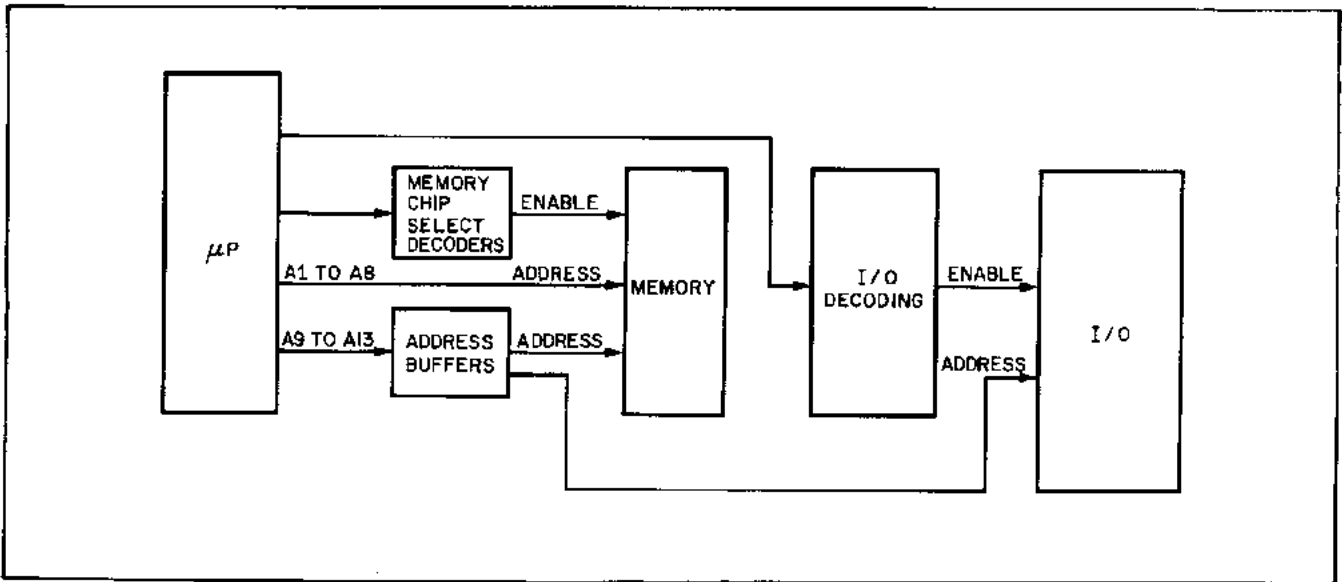 μP
MEMORY
CHIP
SELECT
DECODERS
ENABLE
A1 TO A8
ADDRESS
A9 TO A13
ADDRESS
BUFFERS
ADDRESS
MEMORY
I/O
DECODING
ENABLE
ADDRESS
I/O